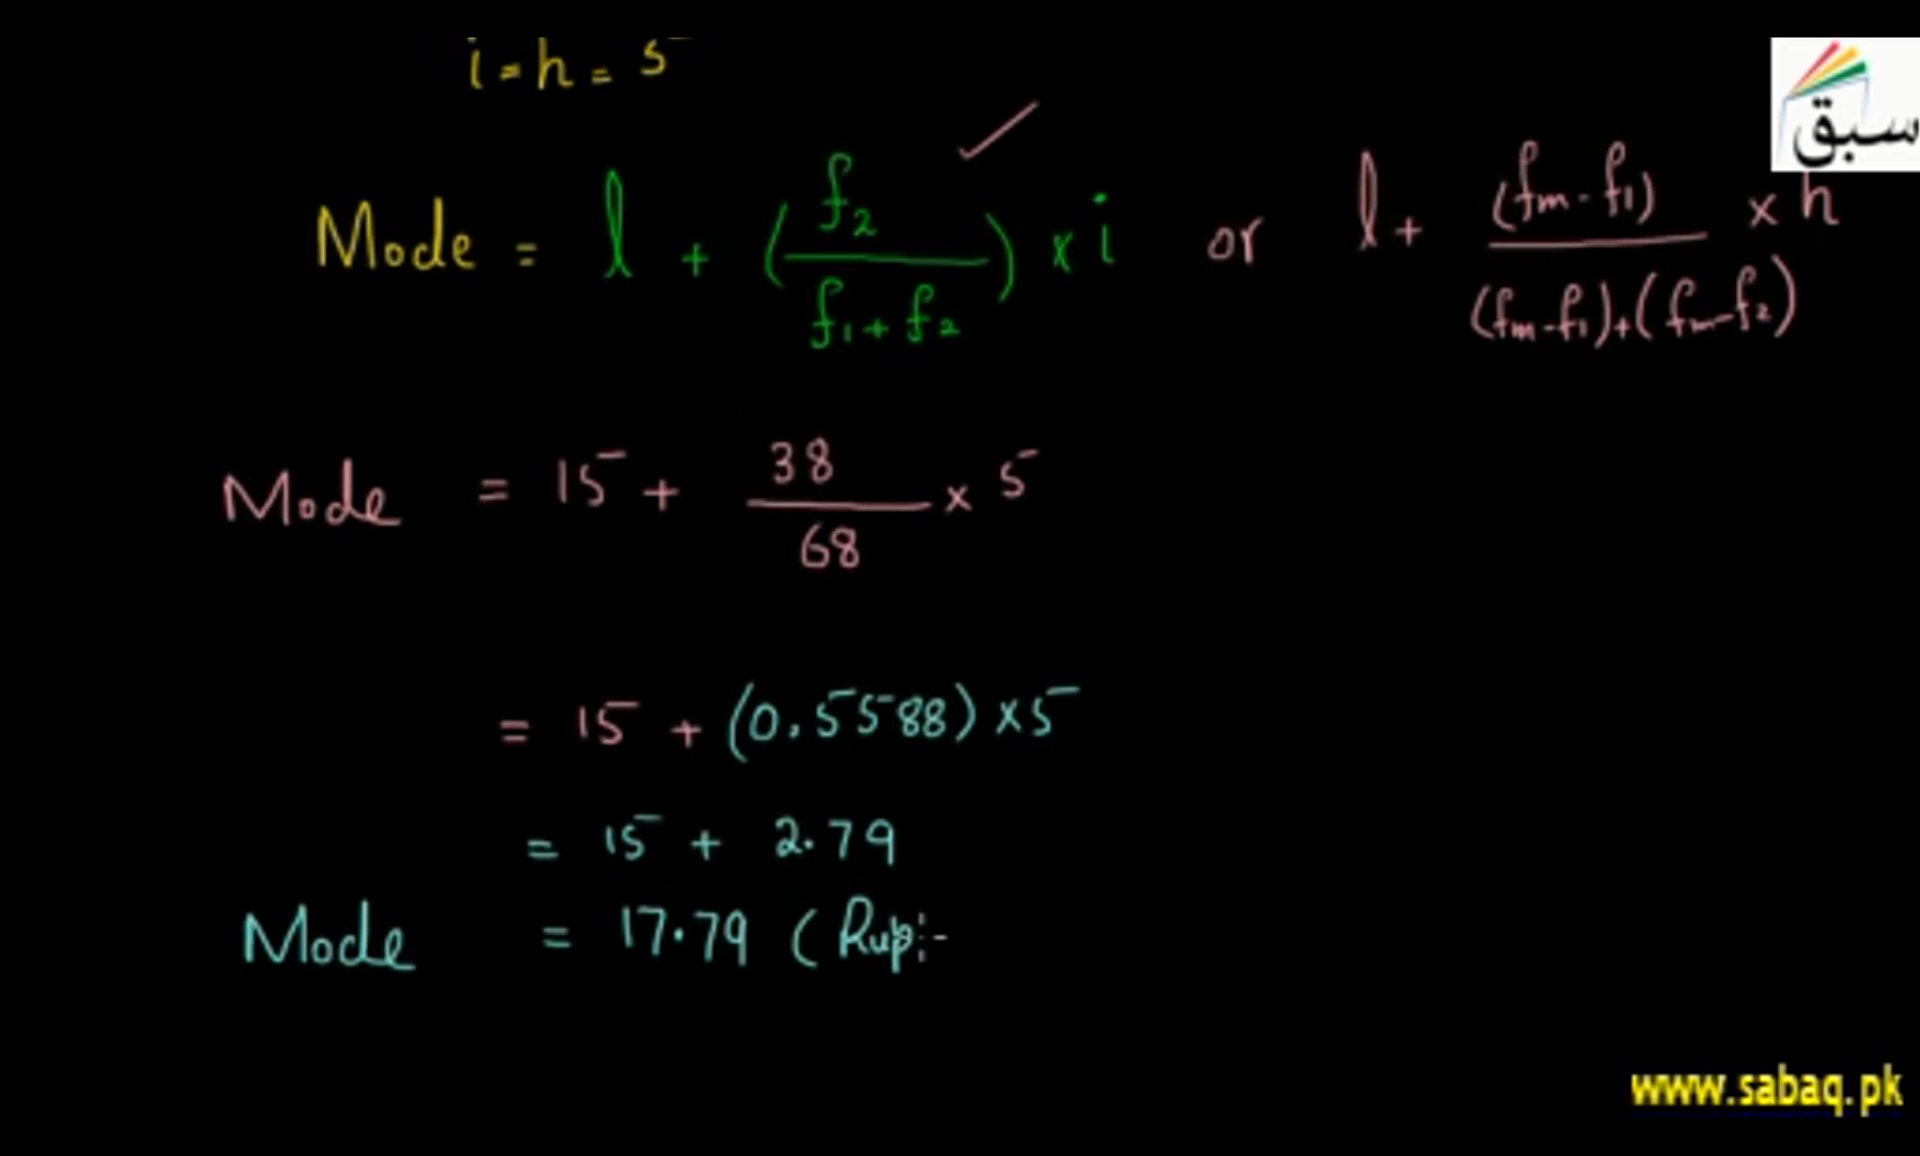 i = h = 5
سبق
Mode = l + ( f2 / f1 + f2 ) × i or l + (fm - f1) / (fm - f1) + (fm - f2) × h
Mode = 15 + 38 / 68 × 5
= 15 + (0.5588) × 5
= 15 + 2.79
Mode = 17.79 ( Rup
www.sabaq.pk